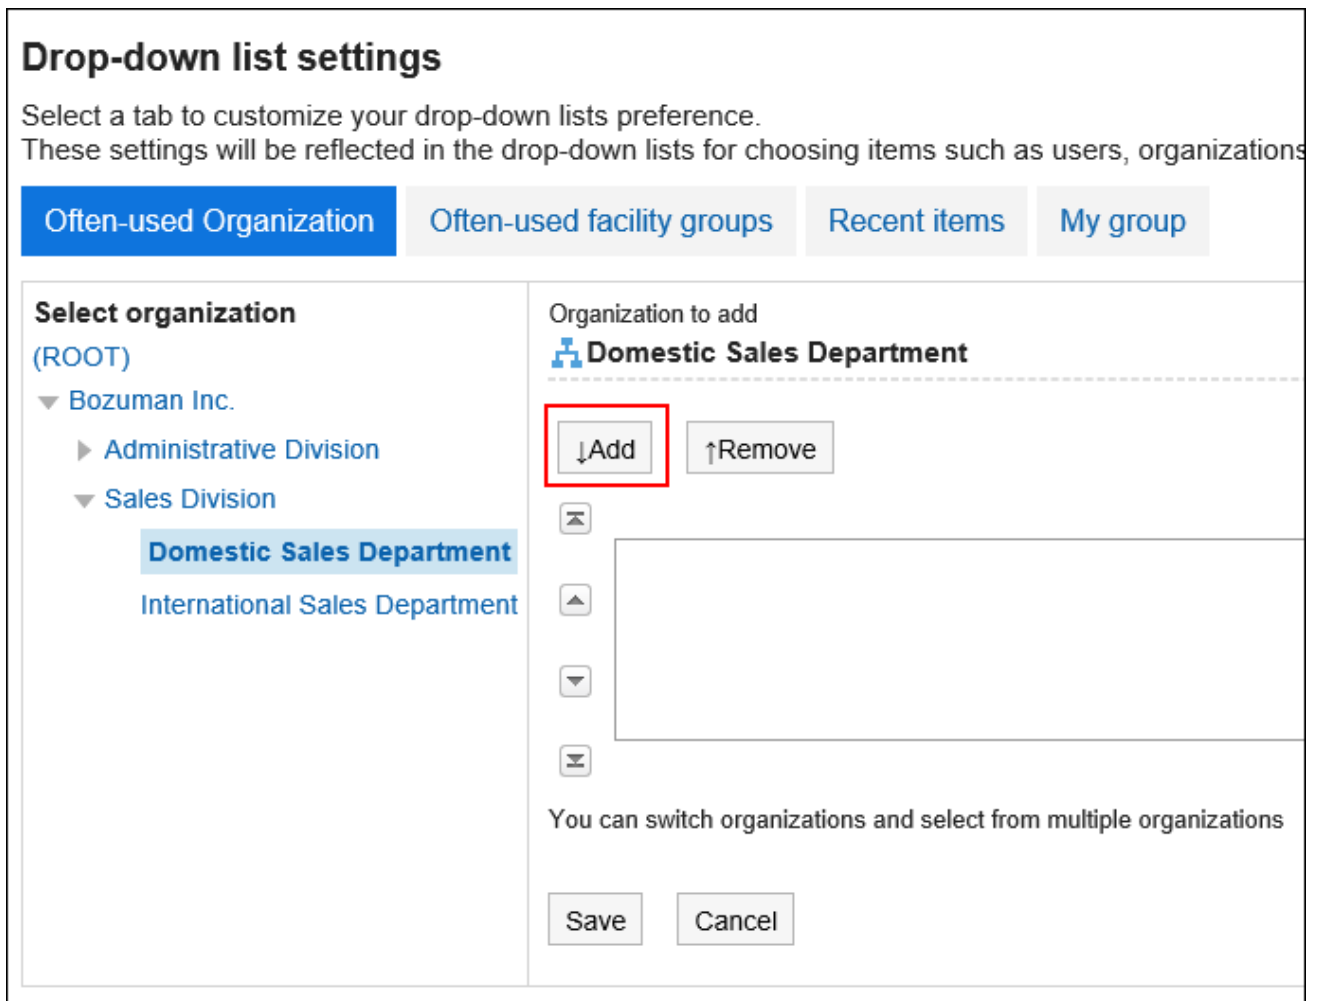 Drop-down list settings
Select a tab to customize your drop-down lists preference.
These settings will be reflected in the drop-down lists for choosing items such as users, organizations
Often-used Organization
Often-used facility groups
Recent items
My group
Select organization
(ROOT)
Bozuman Inc.
Administrative Division
Sales Division
Domestic Sales Department
International Sales Department
Organization to add
Domestic Sales Department
↓Add
↑Remove
You can switch organizations and select from multiple organizations
Save
Cancel